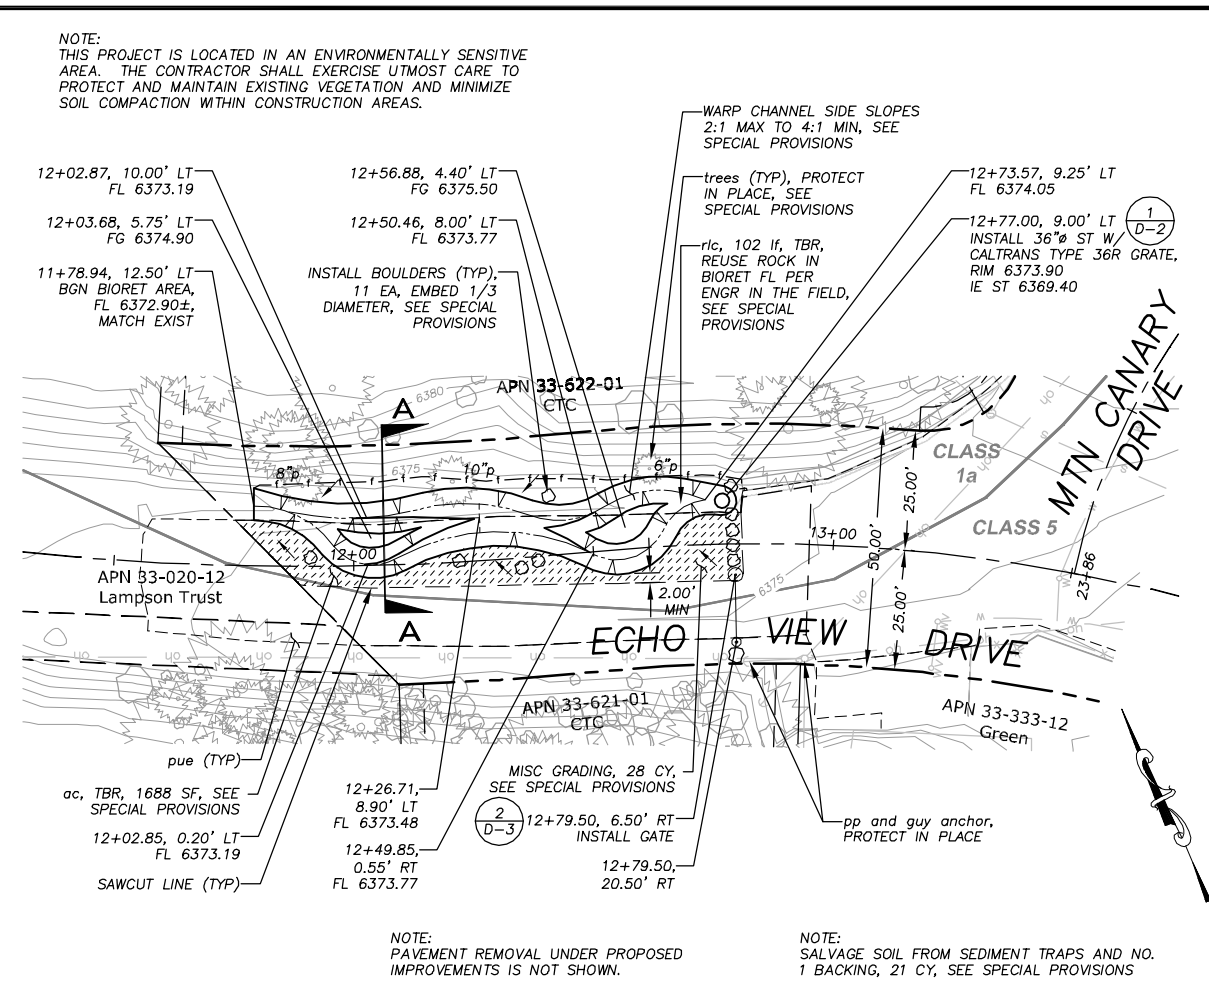 NOTE:
THIS PROJECT IS LOCATED IN AN ENVIRONMENTALLY SENSITIVE
AREA. THE CONTRACTOR SHALL EXERCISE UTMOST CARE TO
PROTECT AND MAINTAIN EXISTING VEGETATION AND MINIMIZE
SOIL COMPACTION WITHIN CONSTRUCTION AREAS.
WARP CHANNEL SIDE SLOPES
2:1 MAX TO 4:1 MIN, SEE
SPECIAL PROVISIONS
12+02.87, 10.00' LT
FL 6373.19
12+03.68, 5.75' LT
FG 6374.90
11+78.94, 12.50' LT
BGN BIORET AREA,
FL 6372.90±,
MATCH EXIST
12+56.88, 4.40' LT
FG 6375.50
12+50.46, 8.00' LT
FL 6373.77
INSTALL BOULDERS (TYP),
11 EA, EMBED 1/3
DIAMETER, SEE SPECIAL
PROVISIONS
trees (TYP), PROTECT
IN PLACE, SEE
SPECIAL PROVISIONS
rlc, 102 lf, TBR,
REUSE ROCK IN
BIORET FL PER
ENGR IN THE FIELD,
SEE SPECIAL
PROVISIONS
12+73.57, 9.25' LT
FL 6374.05
12+77.00, 9.00' LT
INSTALL 36"ø ST W/
CALTRANS TYPE 36R GRATE,
RIM 6373.90
IE ST 6369.40
1
D-2
MTN CANARY
DRIVE
APN 33-622-01
CTC
6380
A
6375
8"p
10"p
6"p
CLASS
1a
CLASS 5
25.00'
50.00'
25.00'
12+00
13+00
23+86
6375
APN 33-020-12
Lampson Trust
2.00'
MIN
A
ECHO VIEW DRIVE
oh
APN 33-621-01
CTC
APN 33-333-12
Green
pue (TYP)
ac, TBR, 1688 SF, SEE
SPECIAL PROVISIONS
12+02.85, 0.20' LT
FL 6373.19
SAWCUT LINE (TYP)
12+26.71,
8.90' LT
FL 6373.48
12+49.85,
0.55' RT
FL 6373.77
MISC GRADING, 28 CY,
SEE SPECIAL PROVISIONS
2
D-3
12+79.50, 6.50' RT
INSTALL GATE
12+79.50,
20.50' RT
pp and guy anchor,
PROTECT IN PLACE
NOTE:
PAVEMENT REMOVAL UNDER PROPOSED
IMPROVEMENTS IS NOT SHOWN.
NOTE:
SALVAGE SOIL FROM SEDIMENT TRAPS AND NO.
1 BACKING, 21 CY, SEE SPECIAL PROVISIONS